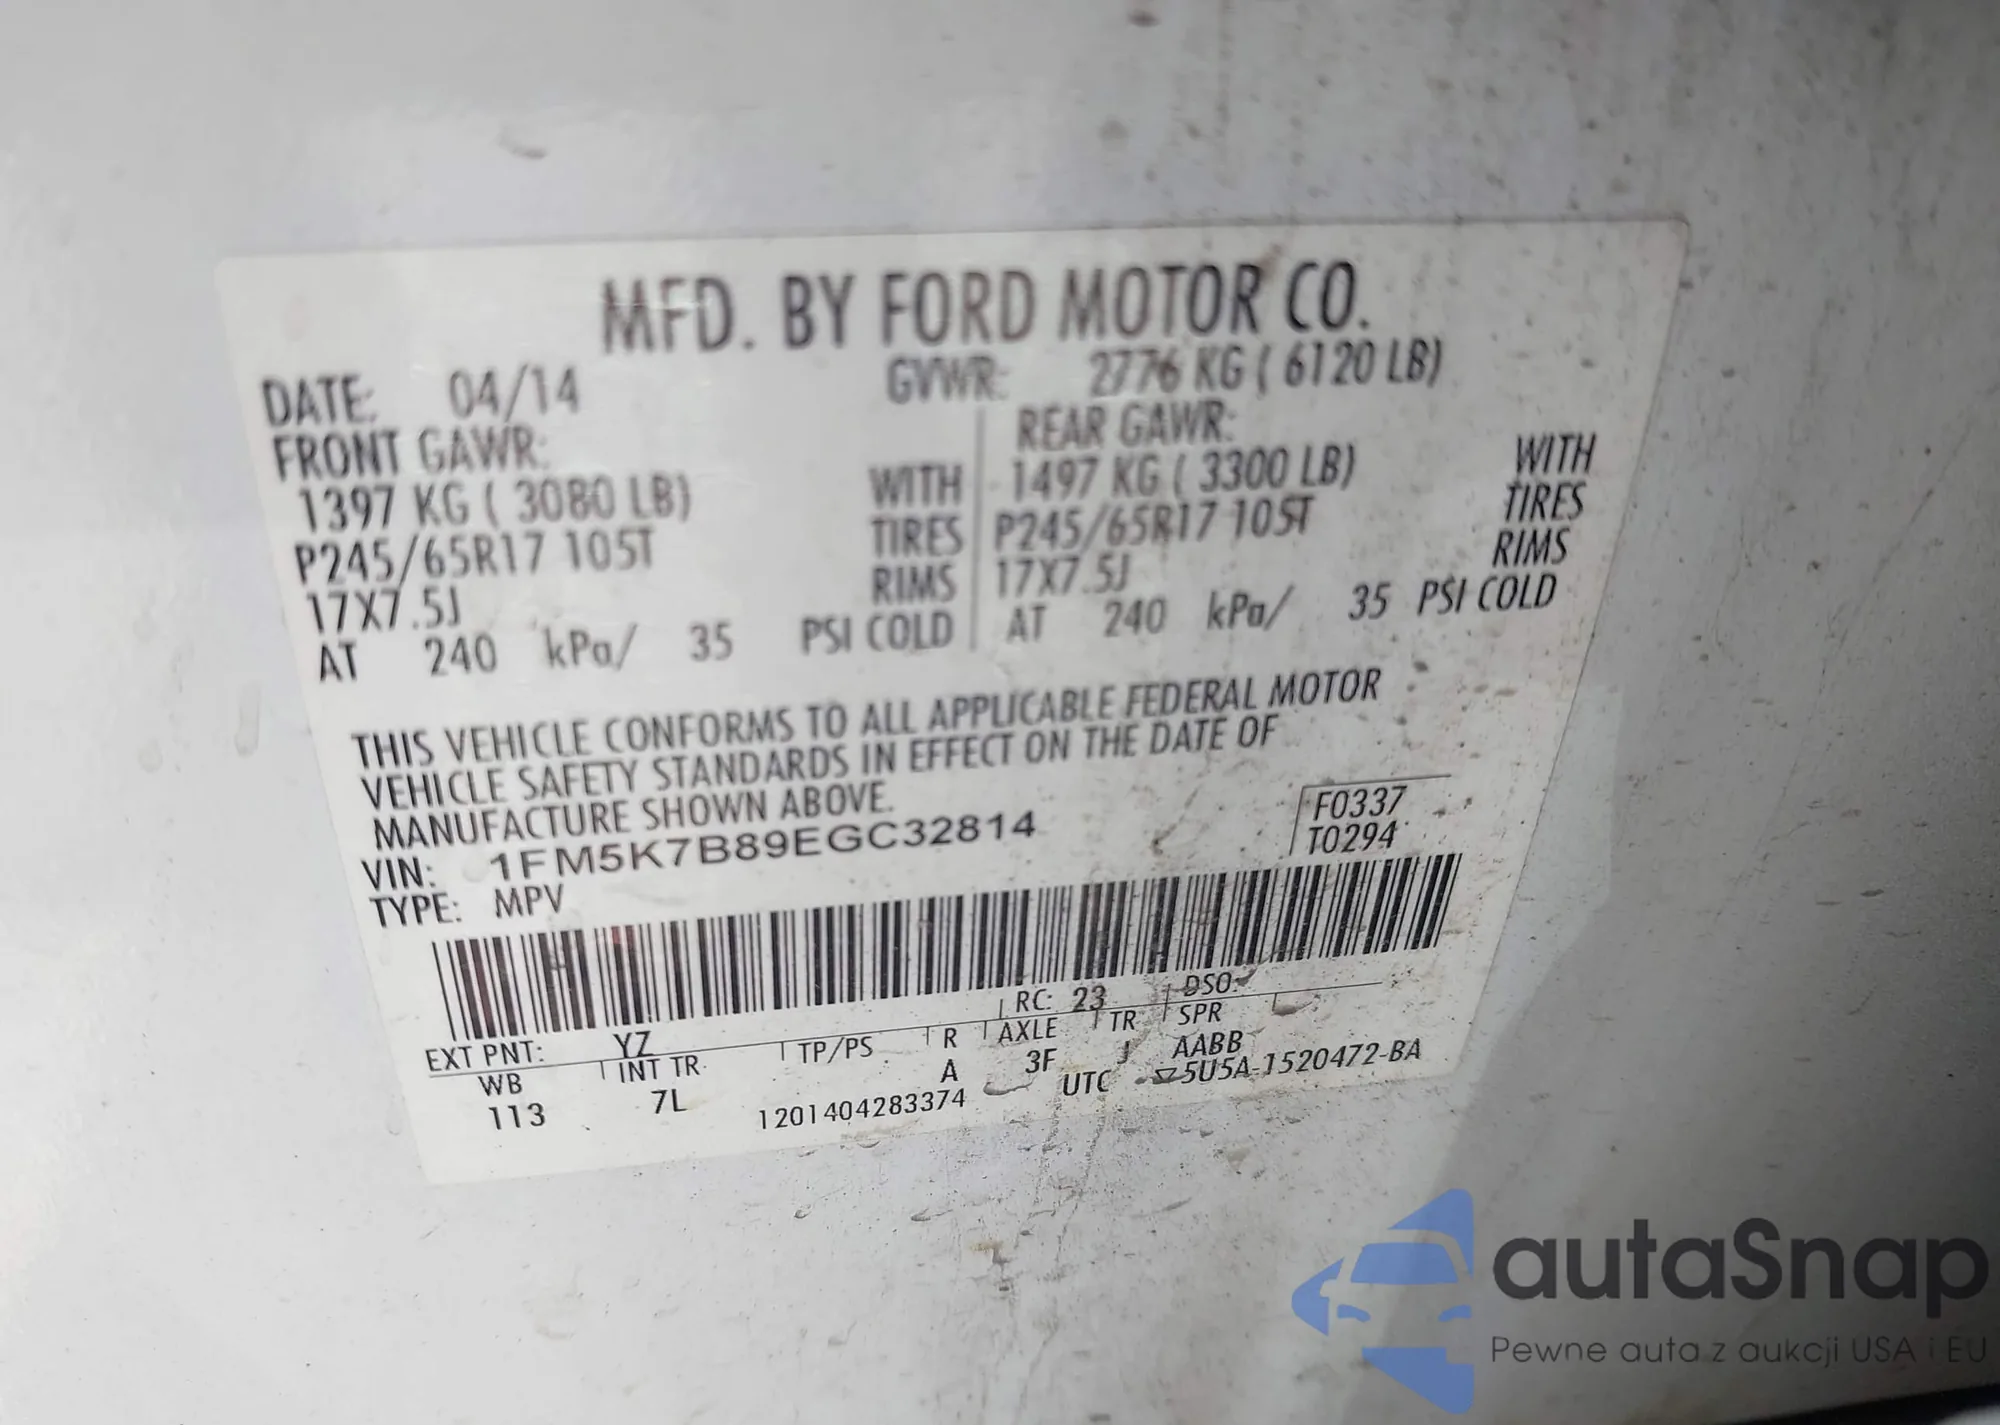 MFD. BY FORD MOTOR CO.
DATE: 04/14 GVWR: 2776 KG ( 6120 LB)
FRONT GAWR: REAR GAWR:
1397 KG ( 3080 LB) WITH 1497 KG ( 3300 LB) WITH
P245/65R17 105T TIRES P245/65R17 105T TIRES
17X7.5J RIMS 17X7.5J RIMS
AT 240 kPa/ 35 PSI COLD AT 240 kPa/ 35 PSI COLD
THIS VEHICLE CONFORMS TO ALL APPLICABLE FEDERAL MOTOR
VEHICLE SAFETY STANDARDS IN EFFECT ON THE DATE OF
MANUFACTURE SHOWN ABOVE.
VIN: 1FM5K7B89EGC32814 F0337
TYPE: MPV T0294
EXT PNT: YZ RC: 23 DSO:
WB INT TR TP/PS R AXLE TR SPR
113 7L A 3F J AABB
1201404283374 UTC 5U5A-1520472-BA
autaSnap
Pewne auta z aukcji USA i EU